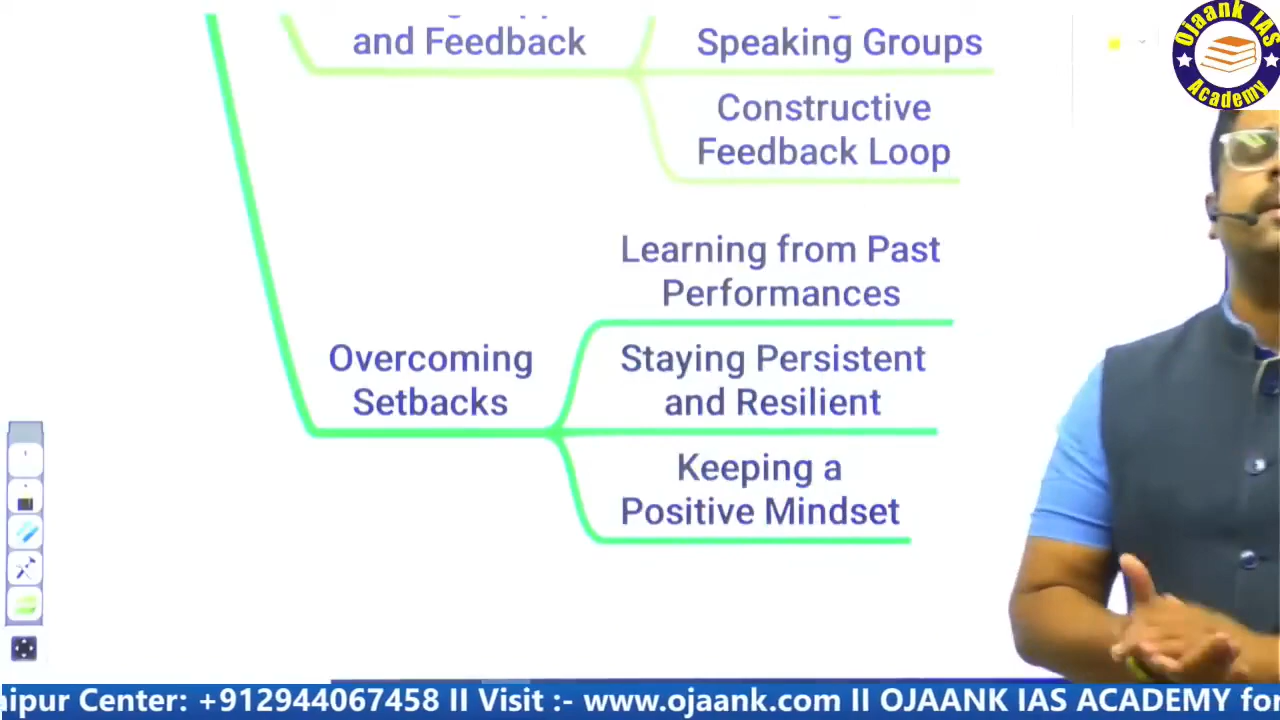 and Feedback
Speaking Groups
Constructive
Feedback Loop
Learning from Past
Performances
Overcoming
Setbacks
Staying Persistent
and Resilient
Keeping a
Positive Mindset
Ojaank IAS
Academy
aipur Center: +912944067458 II Visit :- www.ojaank.com II OJAANK IAS ACADEMY for